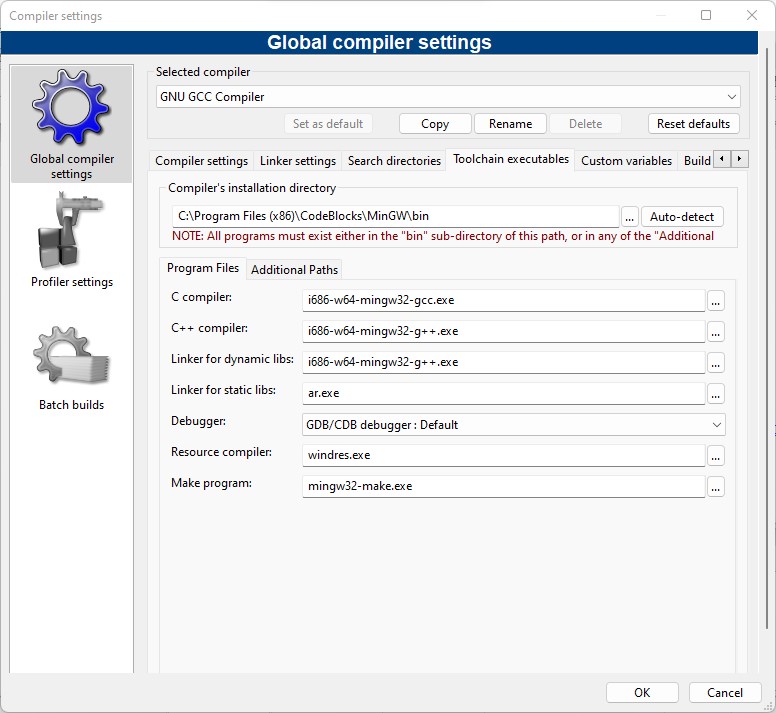 Compiler settings
Global compiler settings
Global compiler
settings
Profiler settings
Batch builds
Selected compiler
GNU GCC Compiler
Set as default
Copy
Rename
Delete
Reset defaults
Compiler settings
Linker settings
Search directories
Toolchain executables
Custom variables
Build
Compiler's installation directory
C:\Program Files (x86)\CodeBlocks\MinGW\bin
...
Auto-detect
NOTE: All programs must exist either in the "bin" sub-directory of this path, or in any of the "Additional
Program Files
Additional Paths
C compiler:
i686-w64-mingw32-gcc.exe
...
C++ compiler:
i686-w64-mingw32-g++.exe
...
Linker for dynamic libs:
i686-w64-mingw32-g++.exe
...
Linker for static libs:
ar.exe
...
Debugger:
GDB/CDB debugger : Default
Resource compiler:
windres.exe
...
Make program:
mingw32-make.exe
...
OK
Cancel